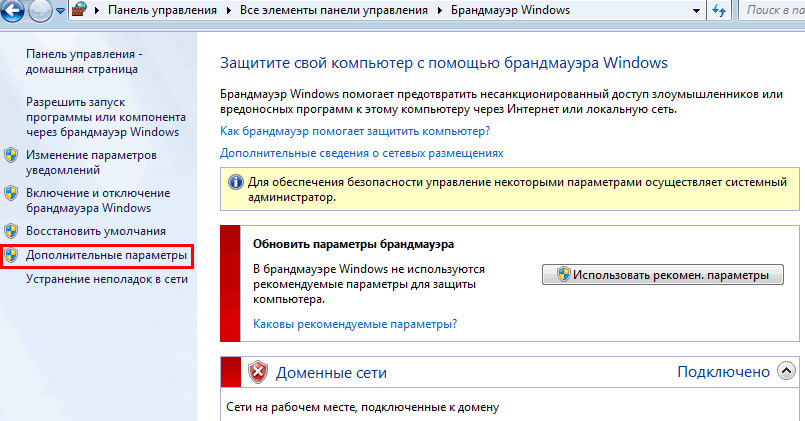 Панель управления
Все элементы панели управления
Брандмауэр Windows
Поиск в па
Панель управления -
домашняя страница
Разрешить запуск
программы или компонента
через брандмауэр Windows
Изменение параметров
уведомлений
Включение и отключение
брандмауэра Windows
Восстановить умолчания
Дополнительные параметры
Устранение неполадок в сети
Защитите свой компьютер с помощью брандмауэра Windows
Брандмауэр Windows помогает предотвратить несанкционированный доступ злоумышленников или
вредоносных программ к этому компьютеру через Интернет или локальную сеть.
Как брандмауэр помогает защитить компьютер?
Дополнительные сведения о сетевых размещениях
Для обеспечения безопасности управление некоторыми параметрами осуществляет системный
администратор.
Обновить параметры брандмауэра
В брандмауэре Windows не используются
рекомендуемые параметры для защиты
компьютера.
Использовать рекомен. параметры
Каковы рекомендуемые параметры?
Доменные сети
Подключено
Сети на рабочем месте, подключенные к домену